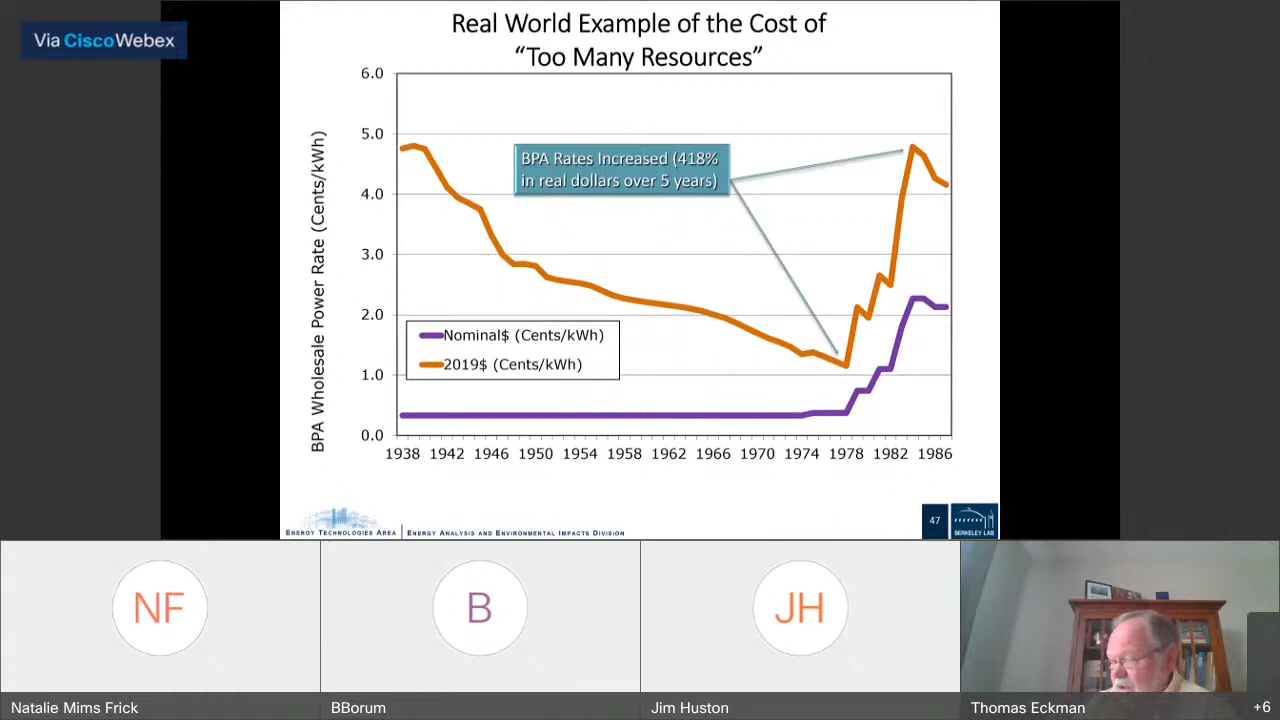 Via CiscoWebex
Real World Example of the Cost of
“Too Many Resources”
BPA Wholesale Power Rate (Cents/kWh)
6.0
5.0
4.0
3.0
2.0
1.0
0.0
BPA Rates Increased (418%
in real dollars over 5 years)
Nominal$ (Cents/kWh)
2019$ (Cents/kWh)
1938 1942 1946 1950 1954 1958 1962 1966 1970 1974 1978 1982 1986
ENERGY TECHNOLOGIES AREA
ENERGY ANALYSIS AND ENVIRONMENTAL IMPACTS DIVISION
47
BERKELEY LAB
NF
B
JH
Natalie Mims Frick
BBorum
Jim Huston
Thomas Eckman
+6